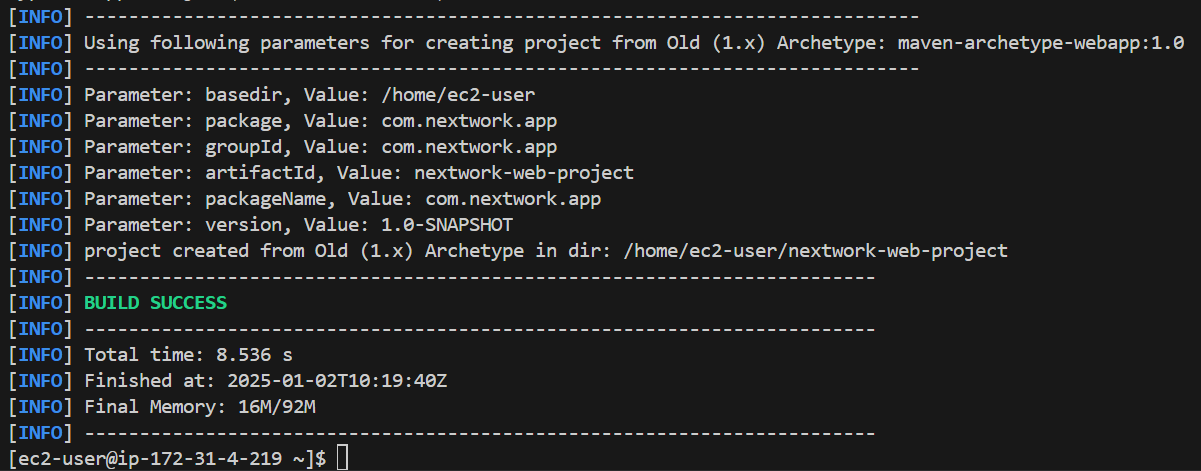 [INFO] ----------------------------------------------------------------------------
[INFO] Using following parameters for creating project from Old (1.x) Archetype: maven-archetype-webapp:1.0
[INFO] ----------------------------------------------------------------------------
[INFO] Parameter: basedir, Value: /home/ec2-user
[INFO] Parameter: package, Value: com.nextwork.app
[INFO] Parameter: groupId, Value: com.nextwork.app
[INFO] Parameter: artifactId, Value: nextwork-web-project
[INFO] Parameter: packageName, Value: com.nextwork.app
[INFO] Parameter: version, Value: 1.0-SNAPSHOT
[INFO] project created from Old (1.x) Archetype in dir: /home/ec2-user/nextwork-web-project
[INFO] ------------------------------------------------------------------------
[INFO] BUILD SUCCESS
[INFO] ------------------------------------------------------------------------
[INFO] Total time: 8.536 s
[INFO] Finished at: 2025-01-02T10:19:40Z
[INFO] Final Memory: 16M/92M
[INFO] ------------------------------------------------------------------------
[ec2-user@ip-172-31-4-219 ~]$